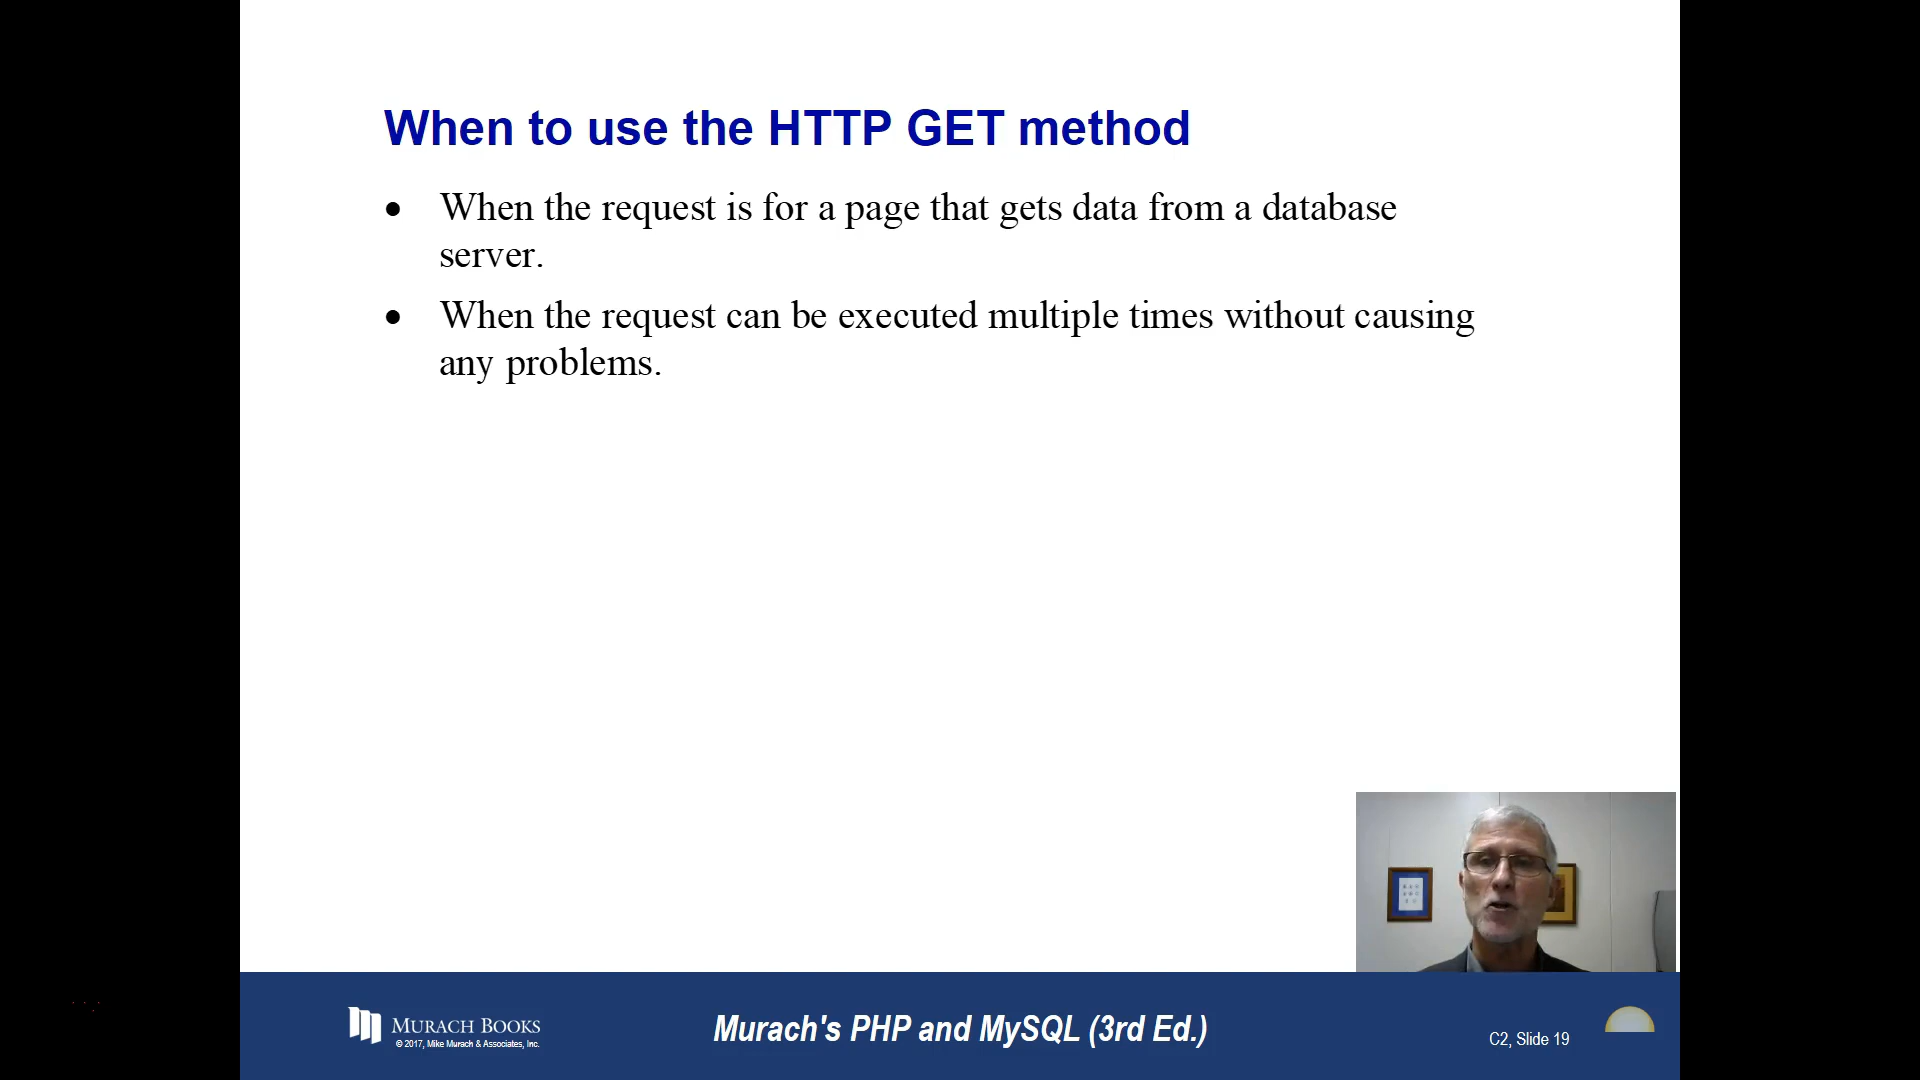 When to use the HTTP GET method
• When the request is for a page that gets data from a database
server.
• When the request can be executed multiple times without causing
any problems.
MURACH BOOKS
© 2017, Mike Murach & Associates, Inc.
Murach's PHP and MySQL (3rd Ed.)
C2, Slide 19